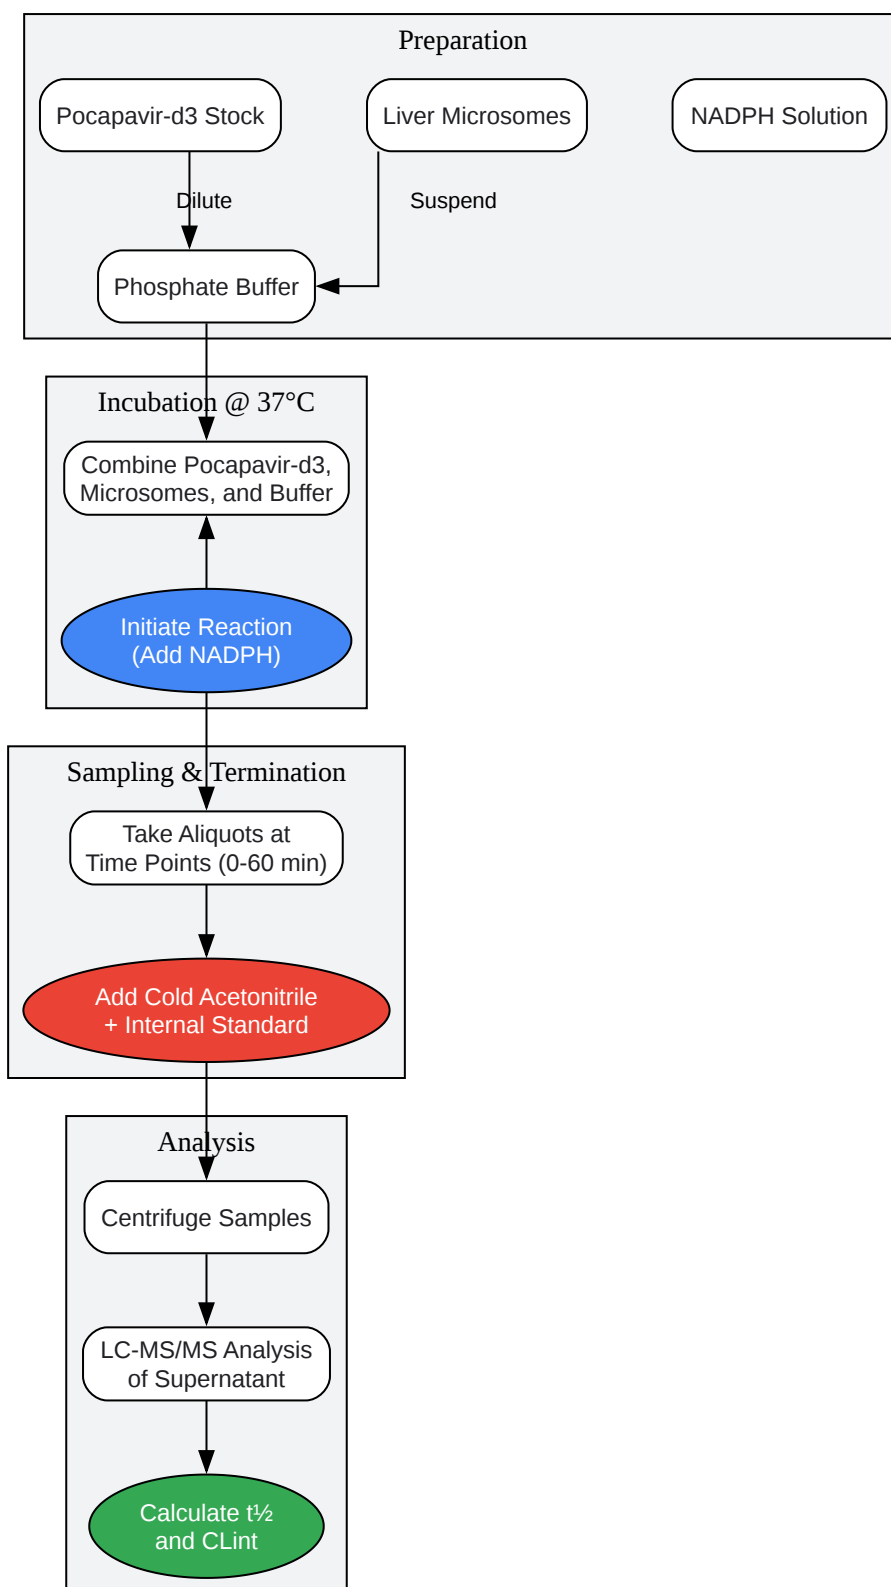 Preparation
Pocapavir-d3 Stock
Liver Microsomes
NADPH Solution
Dilute
Suspend
Phosphate Buffer
Incubation @ 37°C
Combine Pocapavir-d3,
Microsomes, and Buffer
Initiate Reaction
(Add NADPH)
Sampling & Termination
Take Aliquots at
Time Points (0-60 min)
Add Cold Acetonitrile
+ Internal Standard
Analysis
Centrifuge Samples
LC-MS/MS Analysis
of Supernatant
Calculate t½
and CLint